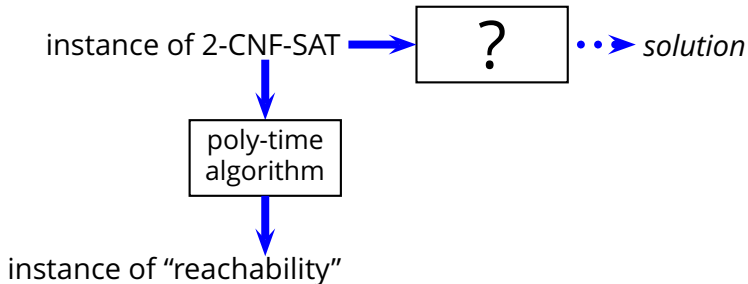 instance of 2-CNF-SAT
?
solution
poly-time
algorithm
instance of “reachability”